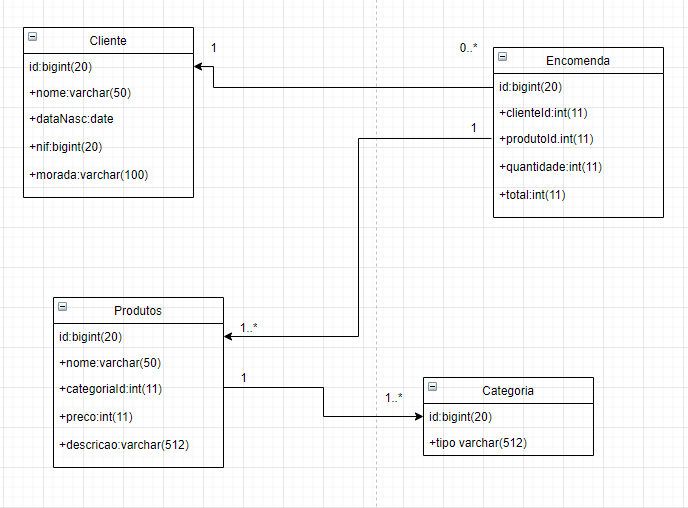 Cliente
id:bigint(20)
+nome:varchar(50)
+dataNasc:date
+nif:bigint(20)
+morada:varchar(100)
1
0..*
Encomenda
id:bigint(20)
+clienteId:int(11)
+produtoId.int(11)
+quantidade:int(11)
+total:int(11)
1
Produtos
id:bigint(20)
+nome:varchar(50)
+categoriaId:int(11)
+preco:int(11)
+descricao:varchar(512)
1..*
1
1..*
Categoria
id:bigint(20)
+tipo varchar(512)